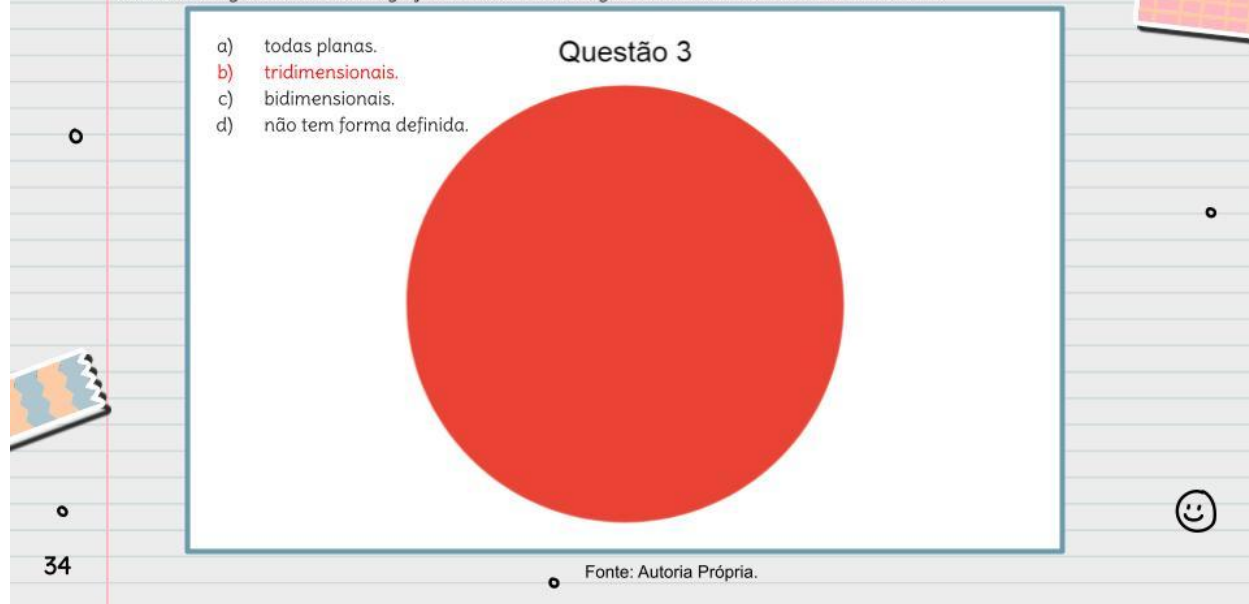 Questão 3
a) todas planas.
b) tridimensionais.
c) bidimensionais.
d) não tem forma definida.
34
Fonte: Autoria Própria.